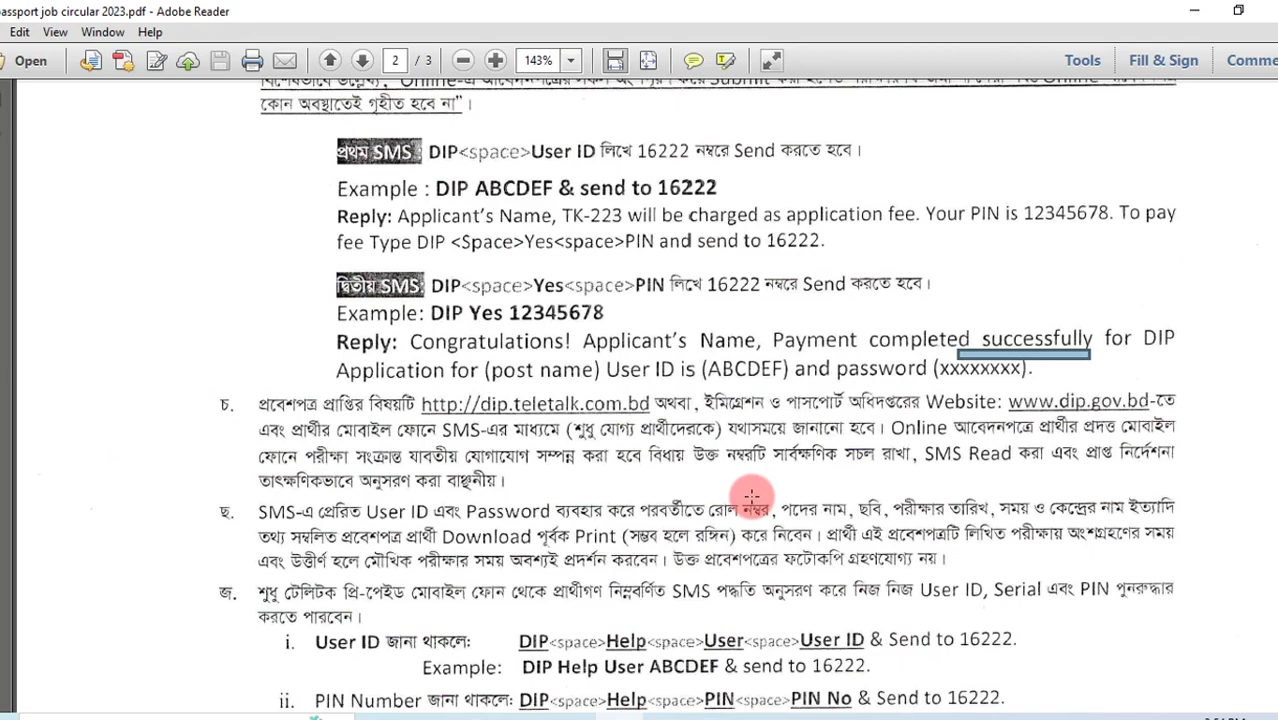 assport job circular 2023.pdf - Adobe Reader
Edit View Window Help
Open 2 / 3 143% Tools Fill & Sign Comme
কোন অবস্থাতেই গৃহীত হবে না"।
প্রথম SMS: DIP<space>User ID লিখে 16222 নম্বরে Send করতে হবে।
Example : DIP ABCDEF & send to 16222
Reply: Applicant's Name, TK-223 will be charged as application fee. Your PIN is 12345678. To pay
fee Type DIP <Space>Yes<space>PIN and send to 16222.
দ্বিতীয় SMS: DIP<space>Yes<space>PIN লিখে 16222 নম্বরে Send করতে হবে।
Example: DIP Yes 12345678
Reply: Congratulations! Applicant's Name, Payment completed successfully for DIP
Application for (post name) User ID is (ABCDEF) and password (xxxxxxxx).
চ. প্রবেশপত্র প্রাপ্তির বিষয়টি http://dip.teletalk.com.bd অথবা, ইমিগ্রেশন ও পাসপোর্ট অধিদপ্তরের Website: www.dip.gov.bd-তে
এবং প্রার্থীর মোবাইল ফোনে SMS-এর মাধ্যমে (শুধু যোগ্য প্রার্থীদেরকে) যথাসময়ে জানানো হবে। Online আবেদনপত্রে প্রার্থীর প্রদত্ত মোবাইল
ফোনে পরীক্ষা সংক্রান্ত যাবতীয় যোগাযোগ সম্পন্ন করা হবে বিধায় উক্ত নম্বরটি সার্বক্ষণিক সচল রাখা, SMS Read করা এবং প্রাপ্ত নির্দেশনা
তাৎক্ষণিকভাবে অনুসরণ করা বাঞ্ছনীয়।
ছ. SMS-এ প্রেরিত User ID এবং Password ব্যবহার করে পরবর্তীতে রোল নম্বর, পদের নাম, ছবি, পরীক্ষার তারিখ, সময় ও কেন্দ্রের নাম ইত্যাদি
তথ্য সম্বলিত প্রবেশপত্র প্রার্থী Download পূর্বক Print (সম্ভব হলে রঙ্গিন) করে নিবেন। প্রার্থী এই প্রবেশপত্রটি লিখিত পরীক্ষায় অংশগ্রহণের সময়
এবং উত্তীর্ণ হলে মৌখিক পরীক্ষার সময় অবশ্যই প্রদর্শন করবেন। উক্ত প্রবেশপত্রের ফটোকপি গ্রহণযোগ্য নয়।
জ. শুধু টেলিটক প্রি-পেইড মোবাইল ফোন থেকে প্রার্থীগণ নিম্নবর্ণিত SMS পদ্ধতি অনুসরণ করে নিজ নিজ User ID, Serial এবং PIN পুনরুদ্ধার
করতে পারবেন।
i. User ID জানা থাকলে: DIP<space>Help<space>User<space>User ID & Send to 16222.
Example: DIP Help User ABCDEF & send to 16222.
ii. PIN Number জানা থাকলে: DIP<space>Help<space>PIN<space>PIN No & Send to 16222.